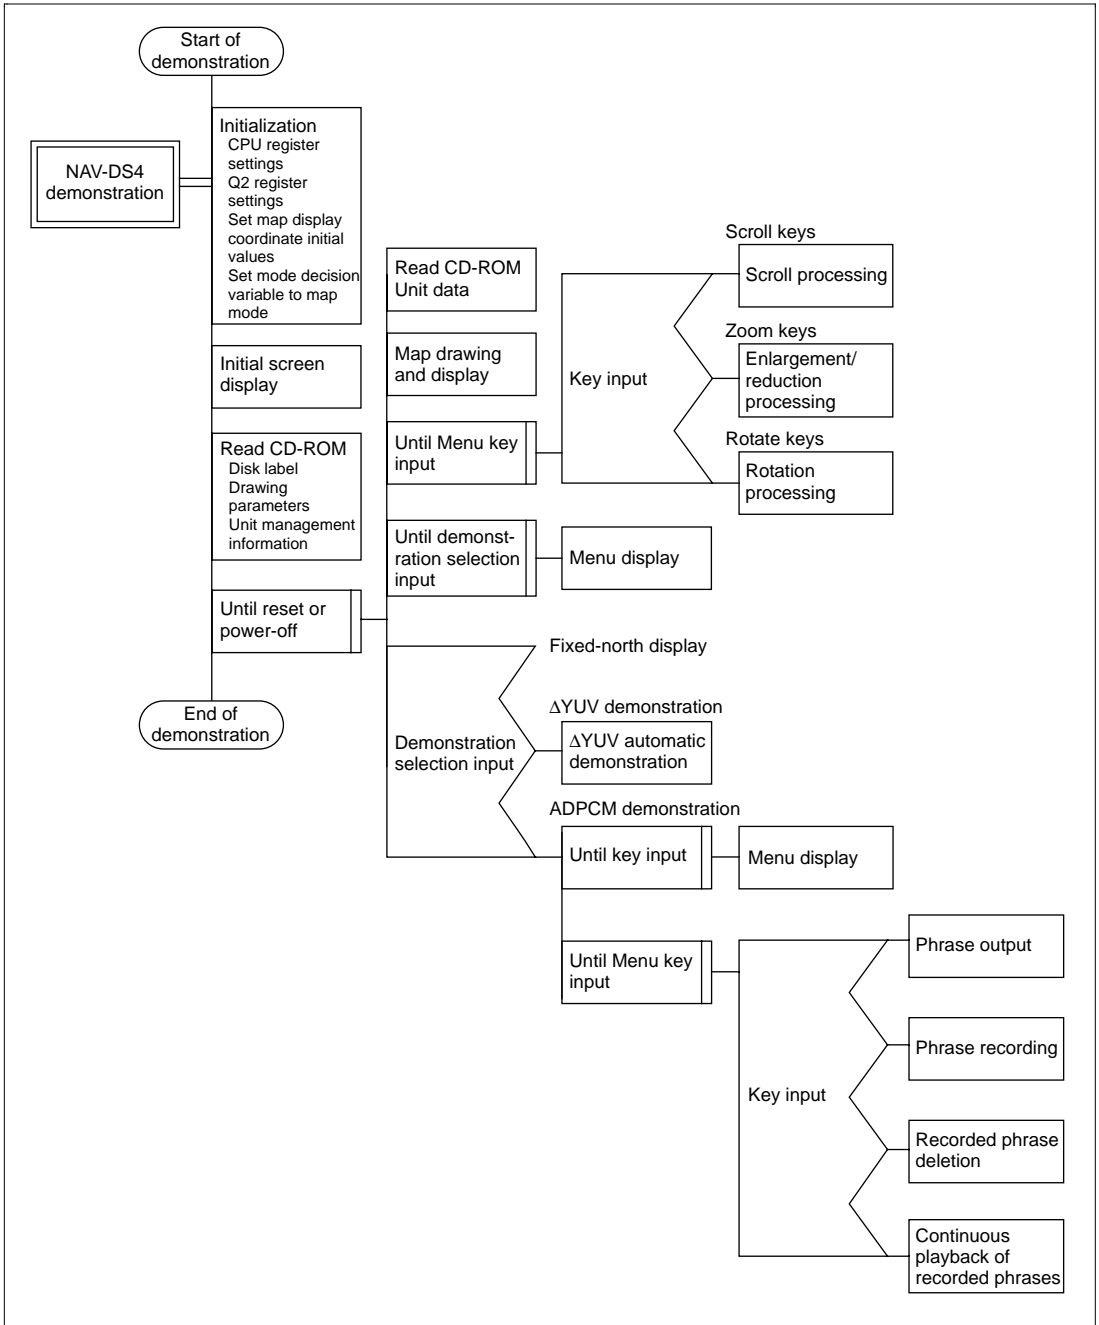 Start of
demonstration
NAV-DS4
demonstration
Initialization
CPU register
settings
Q2 register
settings
Set map display
coordinate initial
values
Set mode decision
variable to map
mode
Initial screen
display
Read CD-ROM
Disk label
Drawing
parameters
Unit management
information
Until reset or
power-off
End of
demonstration
Read CD-ROM
Unit data
Map drawing
and display
Until Menu key
input
Key input
Scroll keys
Scroll processing
Zoom keys
Enlargement/
reduction
processing
Rotate keys
Rotation
processing
Until demonst-
ration selection
input
Menu display
Demonstration
selection input
Fixed-north display
ΔYUV demonstration
ΔYUV automatic
demonstration
ADPCM demonstration
Until key input
Menu display
Until Menu key
input
Key input
Phrase output
Phrase recording
Recorded phrase
deletion
Continuous
playback of
recorded phrases